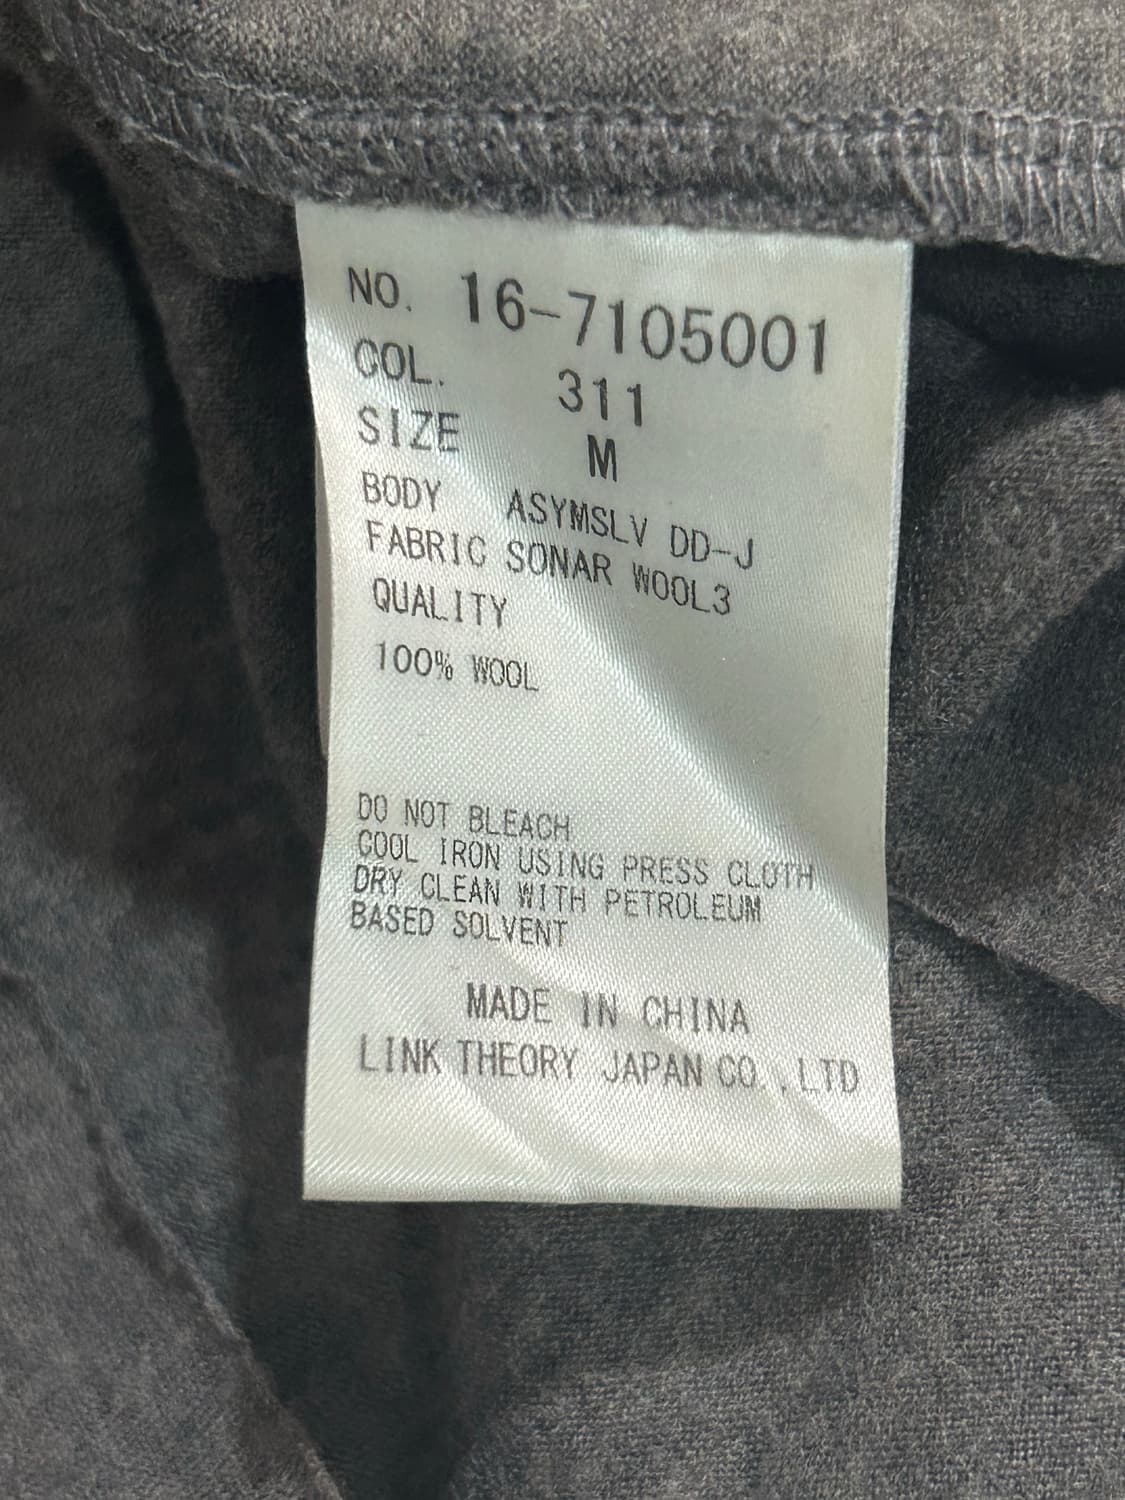 NO. 16-7105001
COL. 311
SIZE M
BODY ASYMSLV DD-J
FABRIC SONAR WOOL3
QUALITY
100% WOOL
DO NOT BLEACH
COOL IRON USING PRESS CLOTH
DRY CLEAN WITH PETROLEUM
BASED SOLVENT
MADE IN CHINA
LINK THEORY JAPAN CO.,LTD